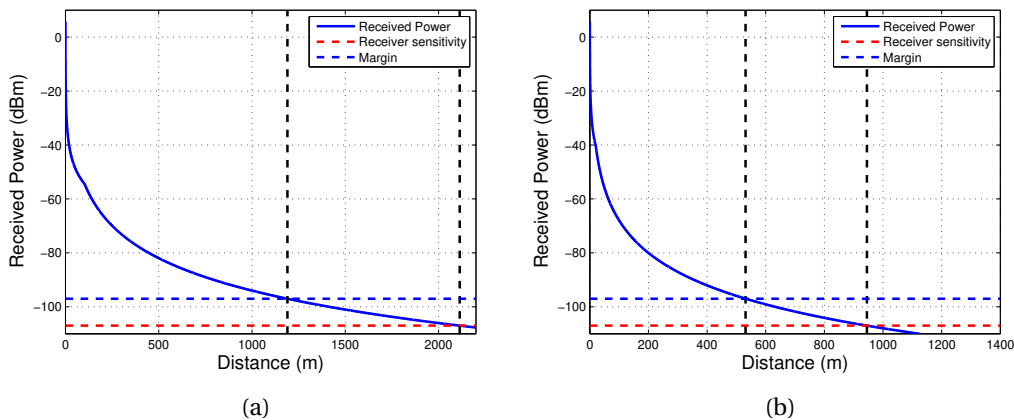 Received Power (dBm)
0
−20
−40
−60
−80
−100
0
500
1000
1500
2000
Distance (m)
Received Power
Receiver sensitivity
Margin
(a)
Received Power (dBm)
0
−20
−40
−60
−80
−100
0
200
400
600
800
1000
1200
1400
Distance (m)
Received Power
Receiver sensitivity
Margin
(b)